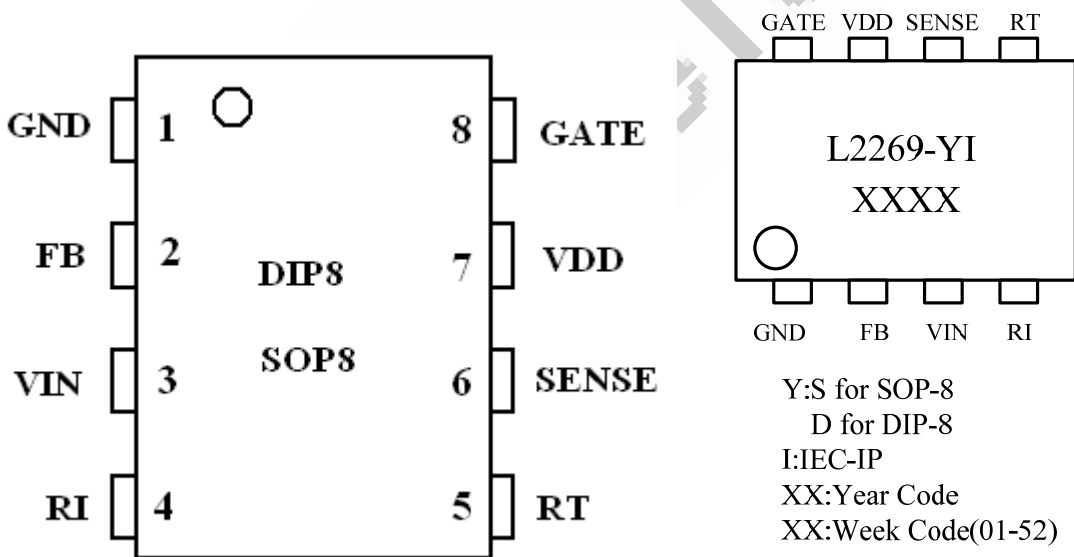 GND 1 8 GATE
FB 2 7 VDD
DIP8
VIN 3 6 SENSE
SOP8
RI 4 5 RT
GATE VDD SENSE RT
L2269-YI
XXXX
GND FB VIN RI
Y:S for SOP-8
D for DIP-8
I:IEC-IP
XX:Year Code
XX:Week Code(01-52)